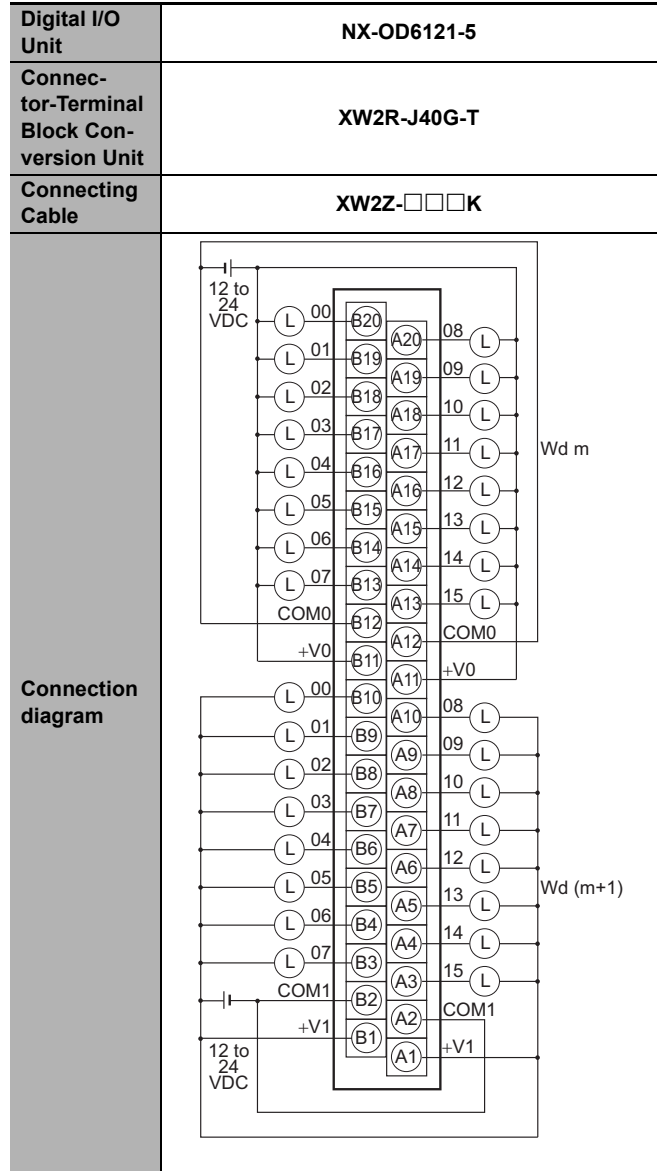 Digital I/O
Unit
NX-OD6121-5
Connec-
tor-Terminal
Block Con-
version Unit
XW2R-J40G-T
Connecting
Cable
XW2Z-□□□K
Connection
diagram
12 to
24
VDC
L 00 B20
A20 08 L
L 01 B19
A19 09 L
L 02 B18
A18 10 L
L 03 B17
A17 11 L
Wd m
L 04 B16
A16 12 L
L 05 B15
A15 13 L
L 06 B14
A14 14 L
L 07 B13
A13 15 L
COM0 B12
A12 COM0
+V0 B11
A11 +V0
L 00 B10
A10 08 L
L 01 B9
A9 09 L
L 02 B8
A8 10 L
L 03 B7
A7 11 L
L 04 B6
A6 12 L
L 05 B5
Wd (m+1)
A5 13 L
L 06 B4
A4 14 L
L 07 B3
A3 15 L
COM1 B2
A2 COM1
+V1 B1
A1 +V1
12 to
24
VDC